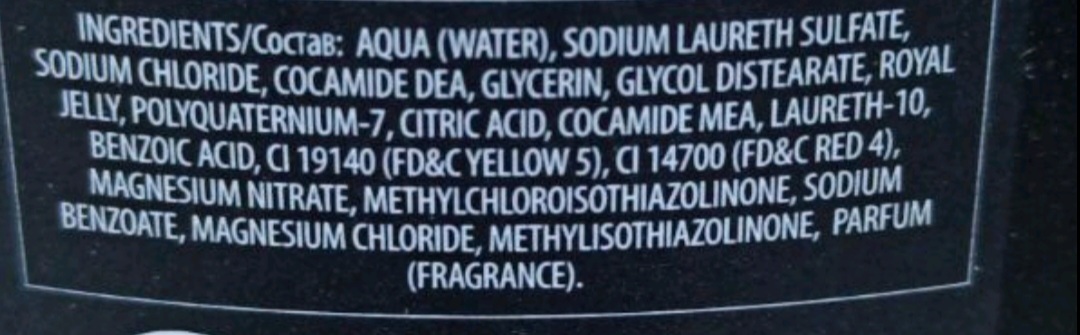 INGREDIENTS/Состав: AQUA (WATER), SODIUM LAURETH SULFATE,
SODIUM CHLORIDE, COCAMIDE DEA, GLYCERIN, GLYCOL DISTEARATE, ROYAL
JELLY, POLYQUATERNIUM-7, CITRIC ACID, COCAMIDE MEA, LAURETH-10,
BENZOIC ACID, CI 19140 (FD&C YELLOW 5), CI 14700 (FD&C RED 4),
MAGNESIUM NITRATE, METHYLCHLOROISOTHIAZOLINONE, SODIUM
BENZOATE, MAGNESIUM CHLORIDE, METHYLISOTHIAZOLINONE, PARFUM
(FRAGRANCE).